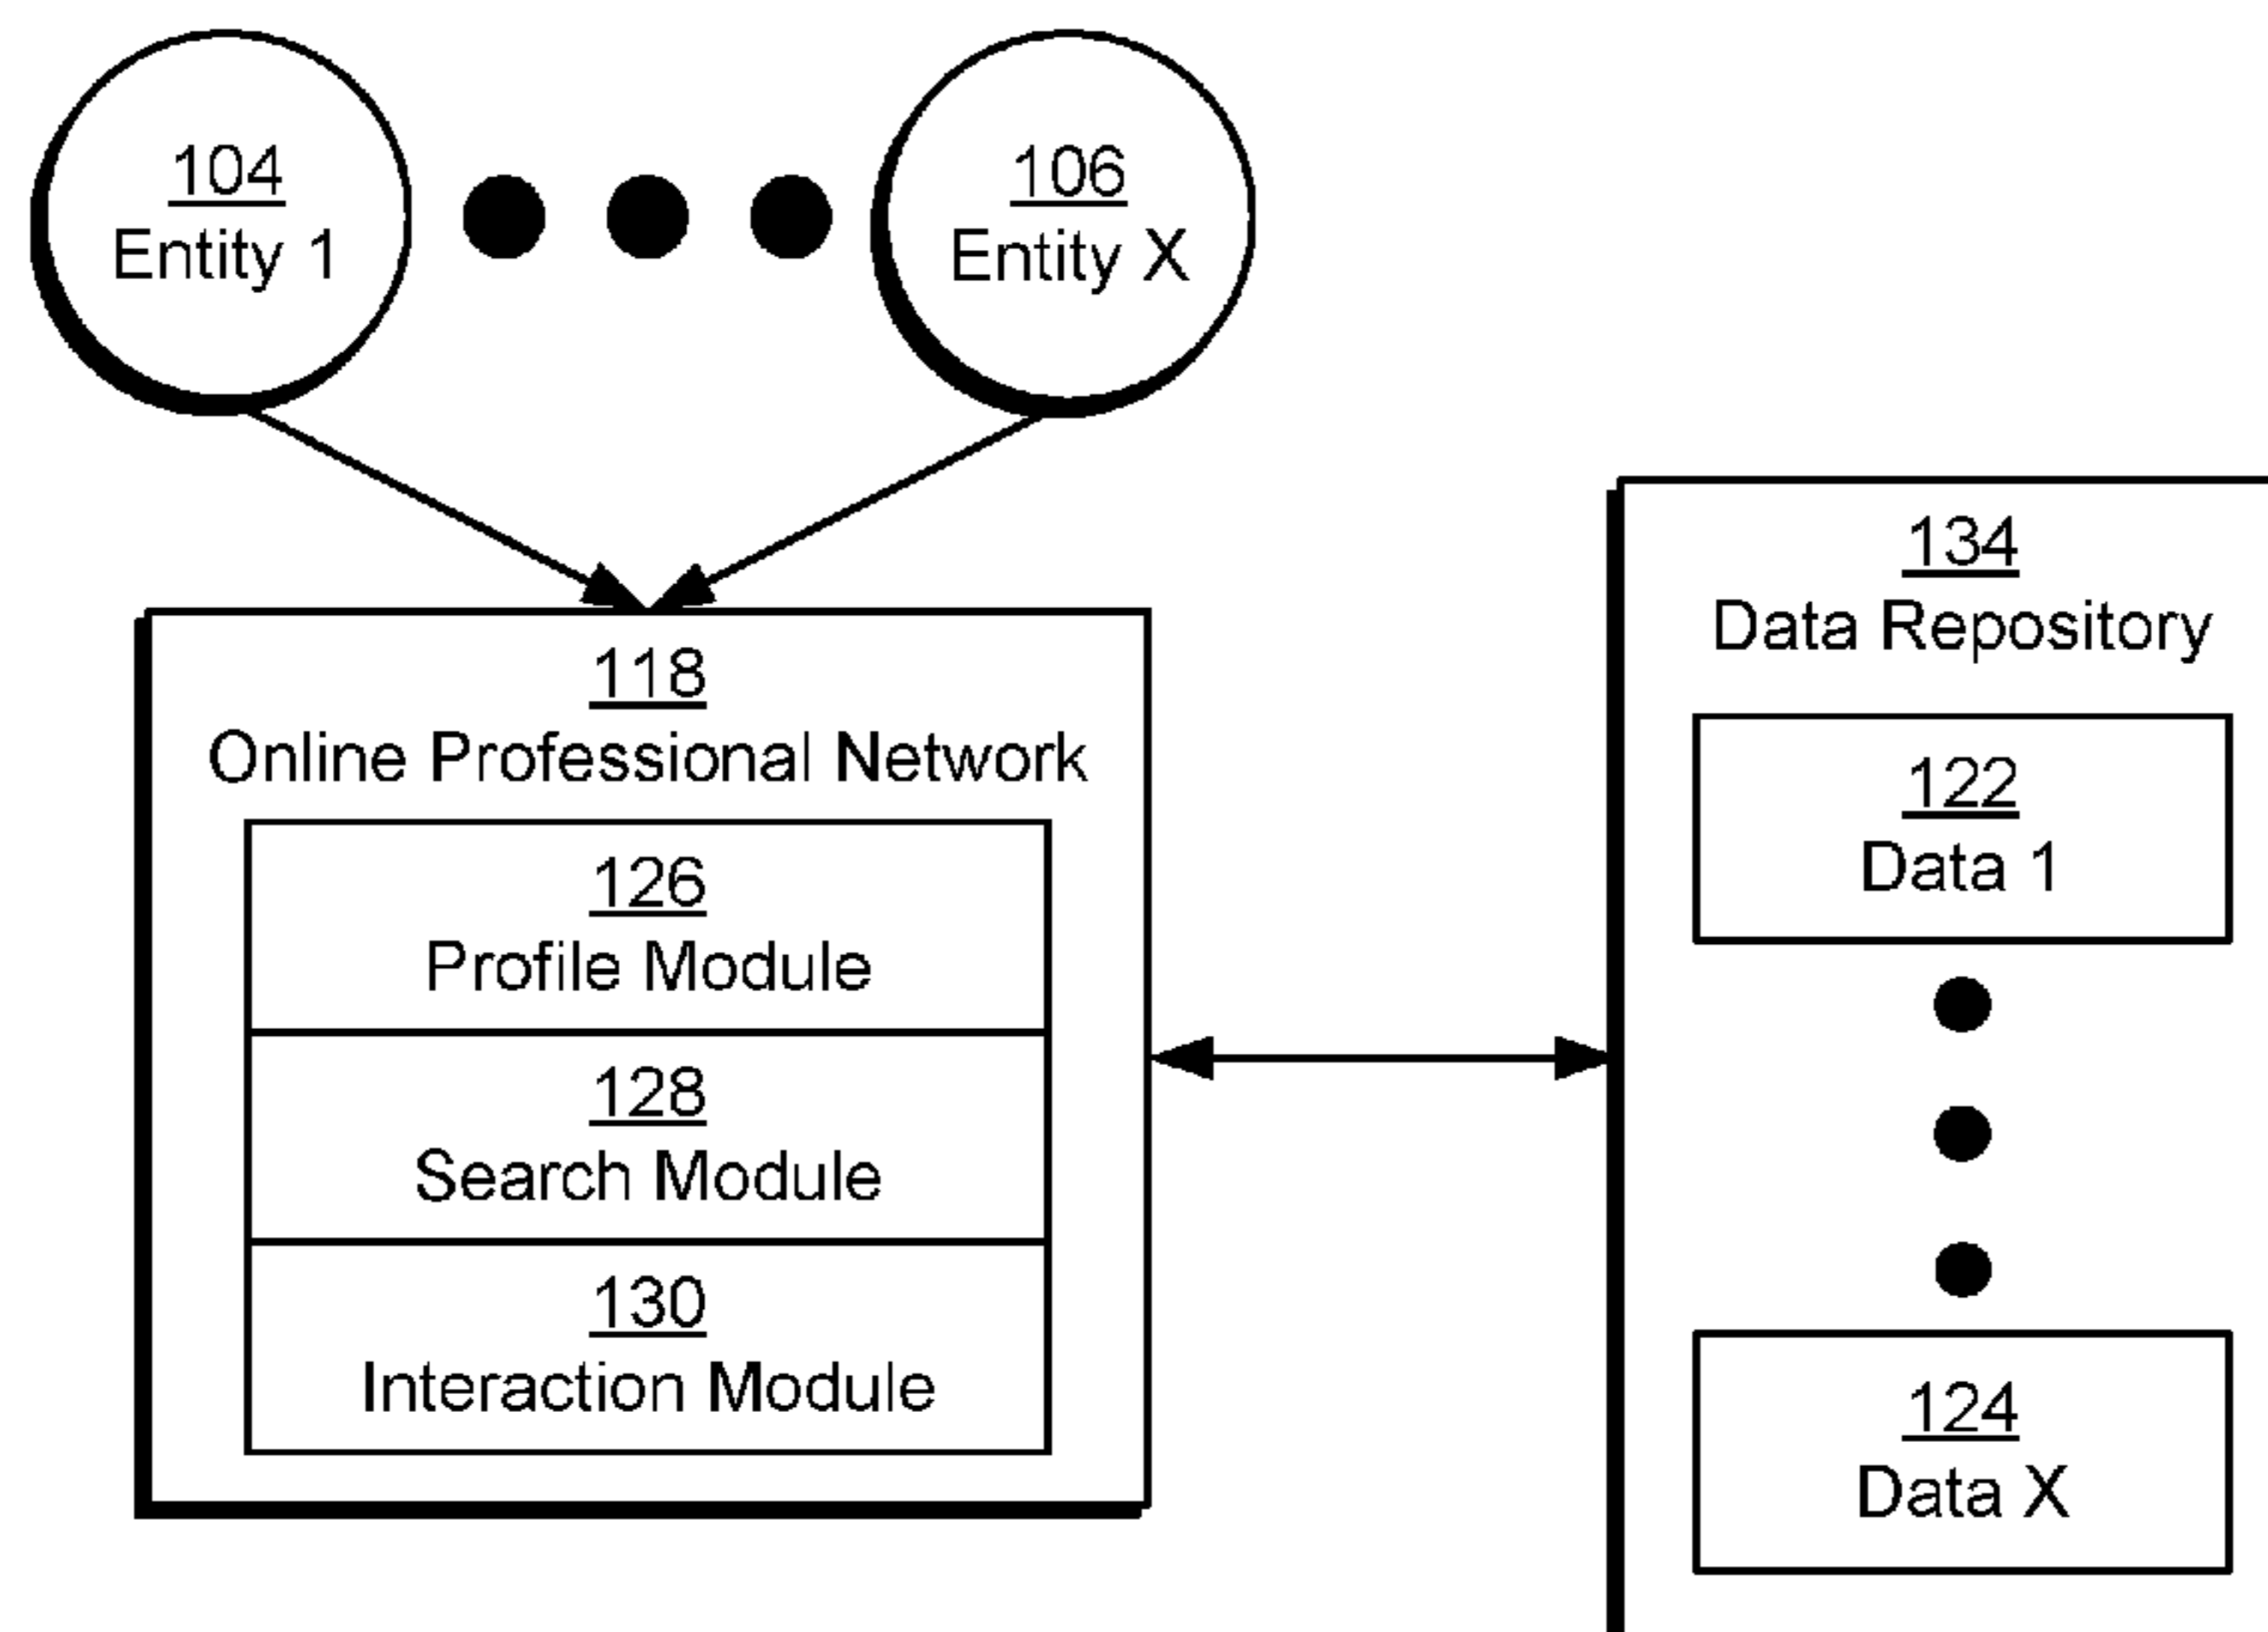 104
Entity 1
106
Entity X
118
Online Professional Network
126
Profile Module
128
Search Module
130
Interaction Module
134
Data Repository
122
Data 1
124
Data X